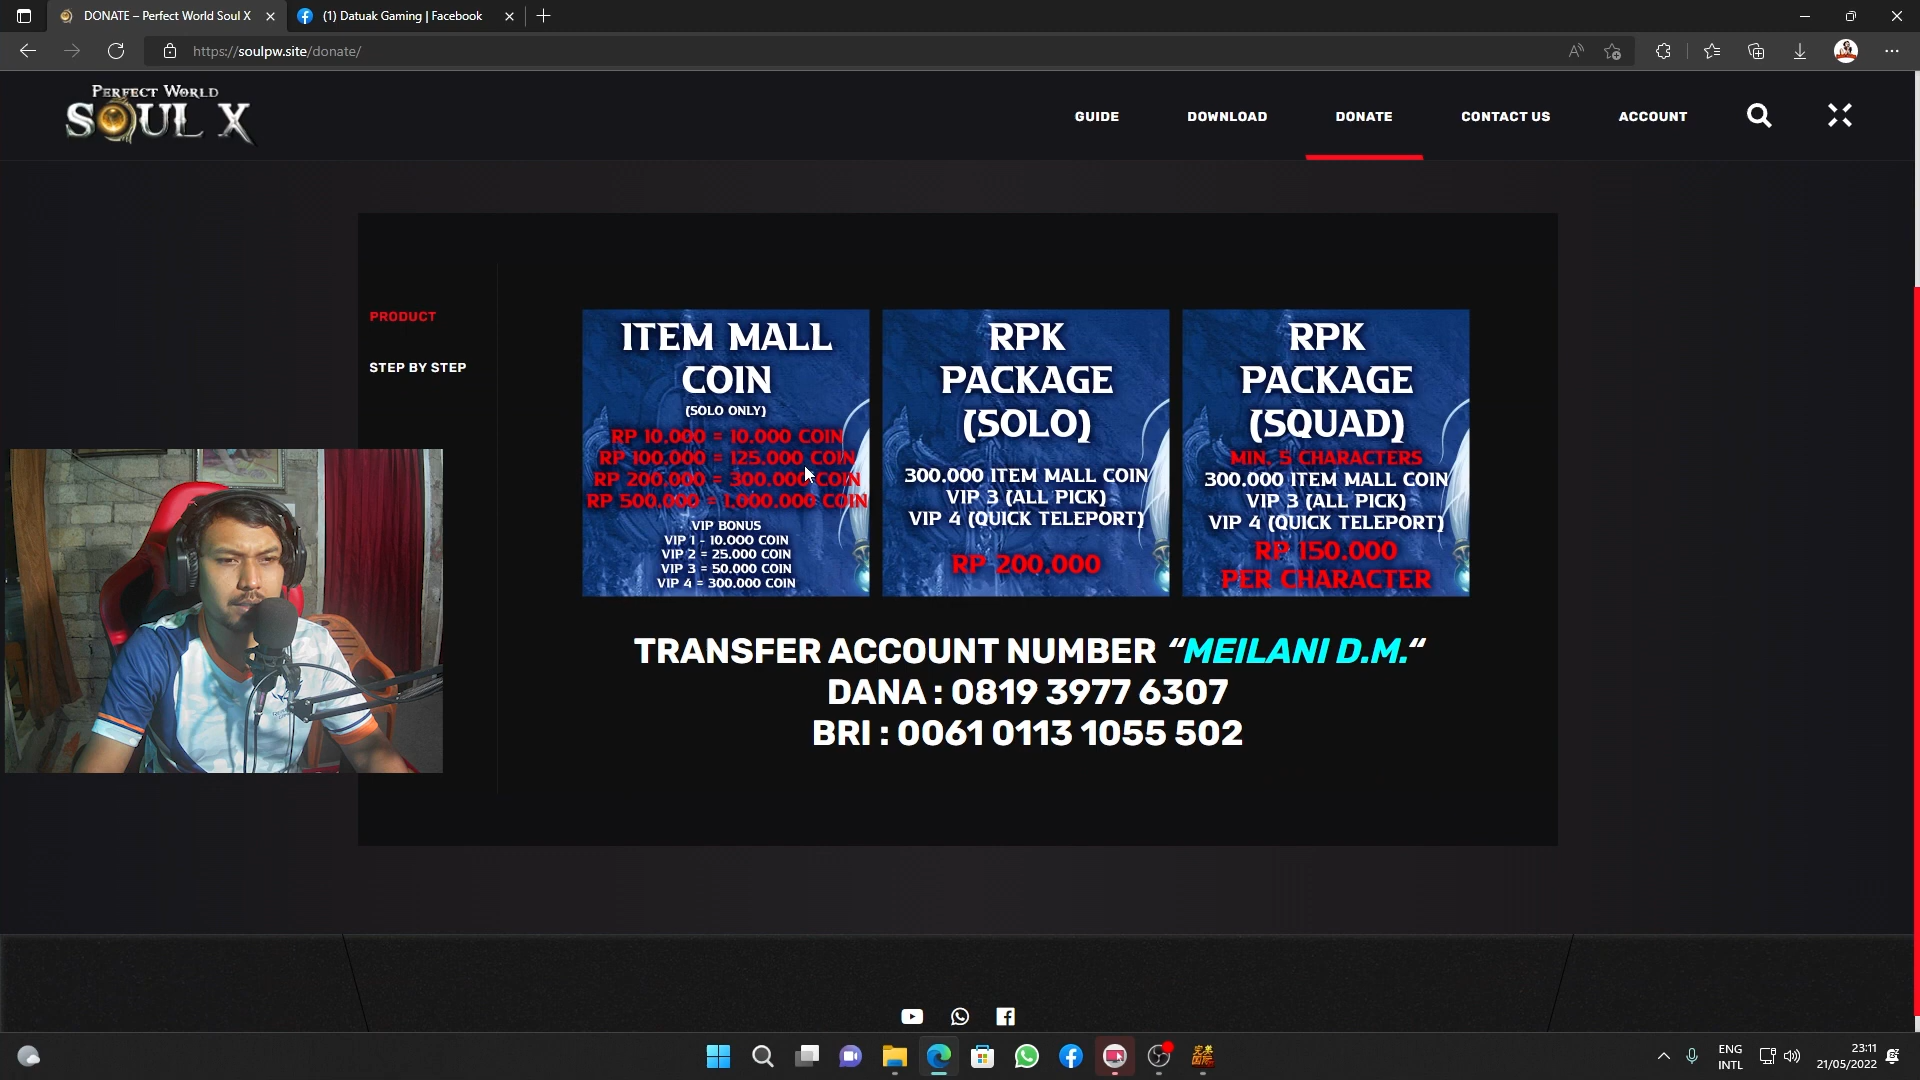 DONATE – Perfect World Soul X
(1) Datuak Gaming | Facebook
https://soulpw.site/donate/
PERFECT WORLD
SOUL X
GUIDE
DOWNLOAD
DONATE
CONTACT US
ACCOUNT
PRODUCT
STEP BY STEP
ITEM MALL
COIN
(SOLO ONLY)
RP 10.000 = 10.000 COIN
RP 100.000 = 125.000 COIN
RP 200.000 = 300.000 COIN
RP 500.000 = 1.000.000 COIN
VIP BONUS
VIP 1 - 10.000 COIN
VIP 2 = 25.000 COIN
VIP 3 = 50.000 COIN
VIP 4 = 300.000 COIN
RPK
PACKAGE
(SOLO)
300.000 ITEM MALL COIN
VIP 3 (ALL PICK)
VIP 4 (QUICK TELEPORT)
RP 200.000
RPK
PACKAGE
(SQUAD)
MIN. 5 CHARACTERS
300.000 ITEM MALL COIN
VIP 3 (ALL PICK)
VIP 4 (QUICK TELEPORT)
RP 150.000
PER CHARACTER
TRANSFER ACCOUNT NUMBER “MEILANI D.M.“
DANA : 0819 3977 6307
BRI : 0061 0113 1055 502
ENG
INTL
23:11
21/05/2022